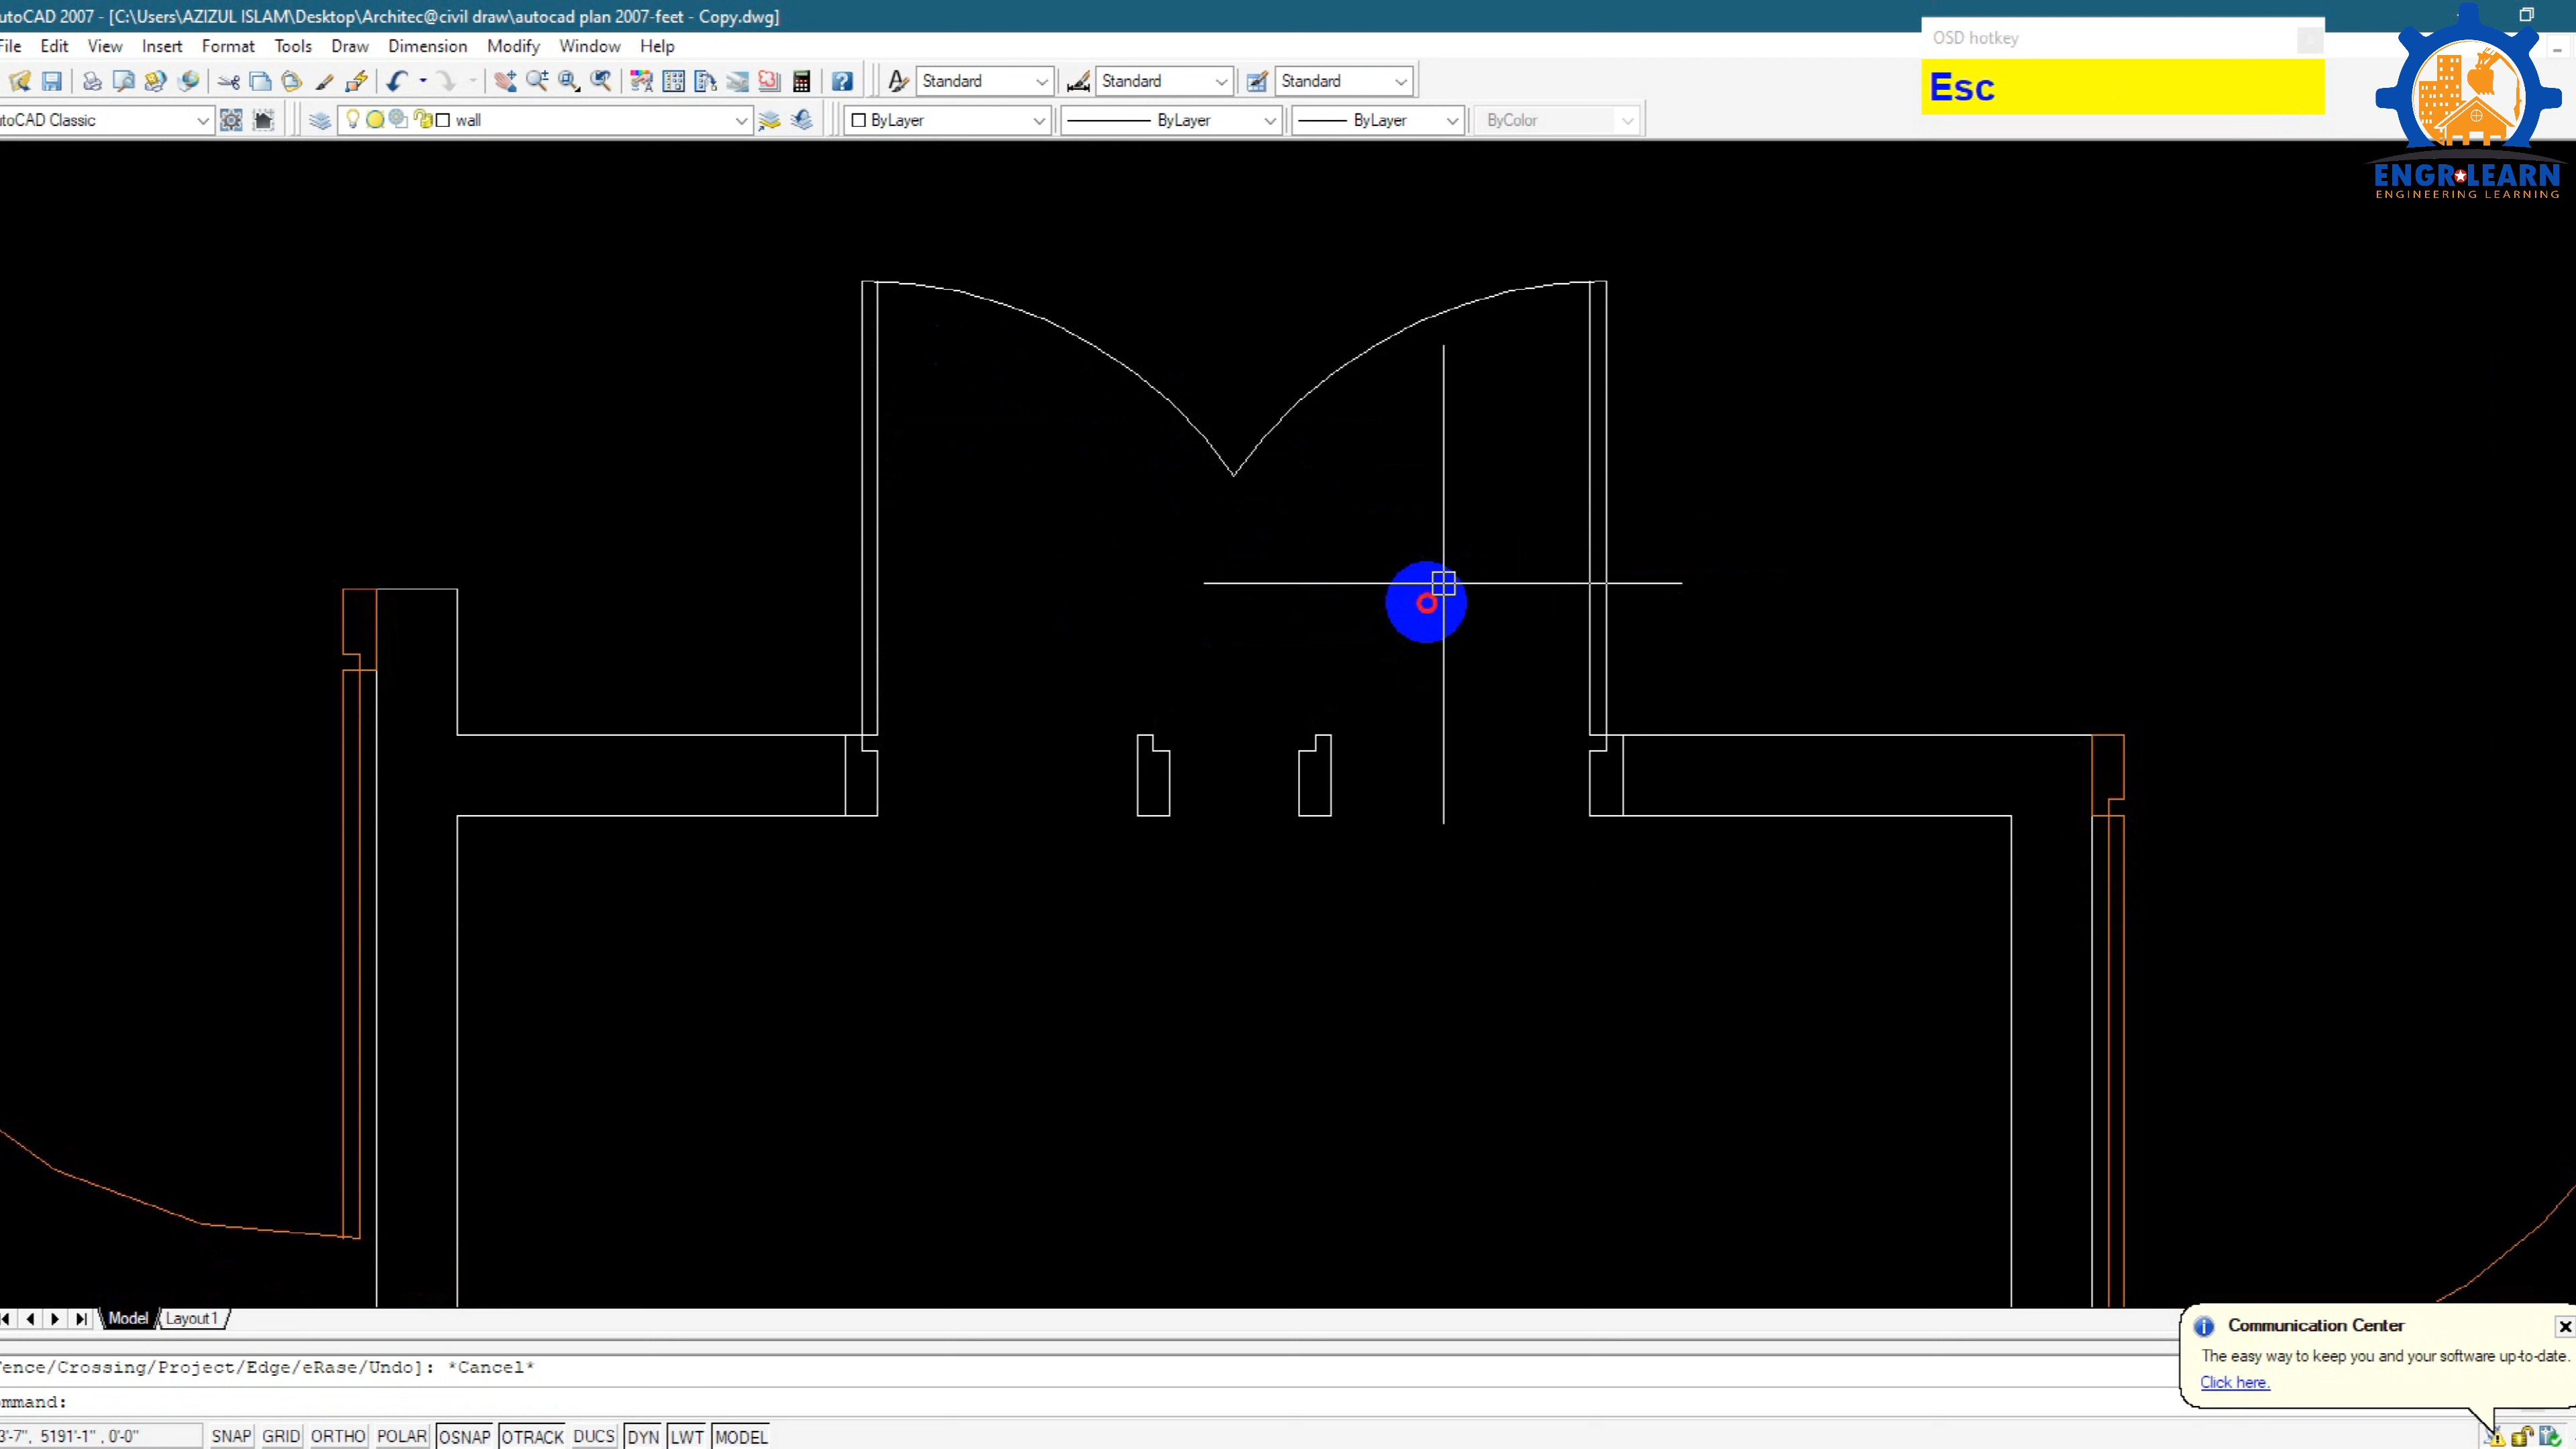 utoCAD 2007 - [C:\Users\AZIZUL ISLAM\Desktop\Architec@civil draw\autocad plan 2007-feet - Copy.dwg]
File Edit View Insert Format Tools Draw Dimension Modify Window Help
OSD hotkey
Esc
Standard Standard Standard
utoCAD Classic wall ByLayer ByLayer ByLayer ByColor
ENGR LEARN
ENGINEERING LEARNING
Model Layout1
Communication Center
The easy way to keep you and your software up-to-date.
Click here.
ence/Crossing/Project/Edge/eRase/Undo]: *Cancel*
ommand:
3'-7", 5191'-1" , 0'-0" SNAP GRID ORTHO POLAR OSNAP OTRACK DUCS DYN LWT MODEL